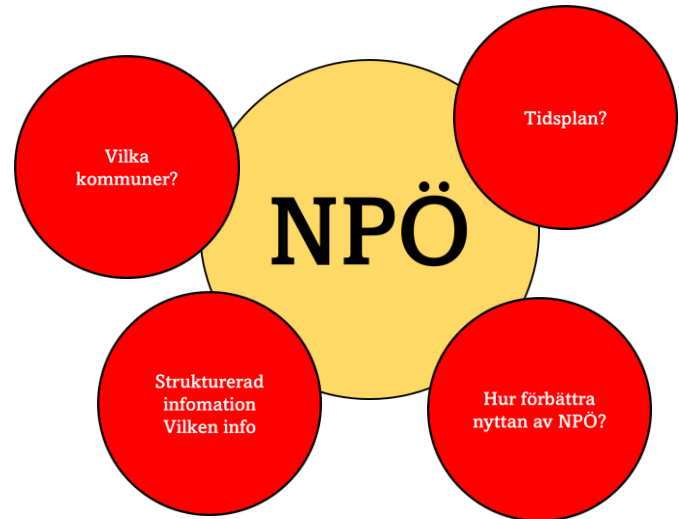 Tidsplan?
Vilka
kommuner?
NPÖ
Strukturerad
infomation
Vilken info
Hur förbättra
nyttan av NPÖ?